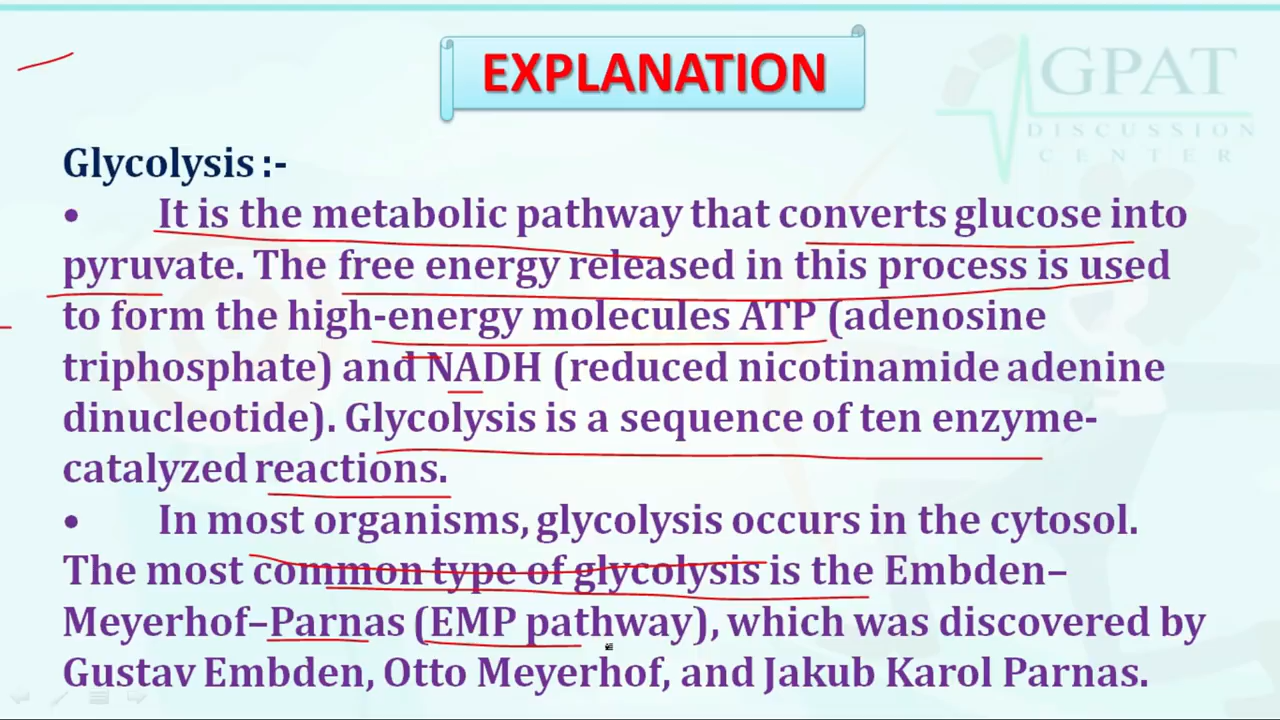 EXPLANATION
GPAT
DISCUSSION
CENTER
Glycolysis :-
• It is the metabolic pathway that converts glucose into
pyruvate. The free energy released in this process is used
to form the high-energy molecules ATP (adenosine
triphosphate) and NADH (reduced nicotinamide adenine
dinucleotide). Glycolysis is a sequence of ten enzyme-
catalyzed reactions.
• In most organisms, glycolysis occurs in the cytosol.
The most common type of glycolysis is the Embden–
Meyerhof–Parnas (EMP pathway), which was discovered by
Gustav Embden, Otto Meyerhof, and Jakub Karol Parnas.